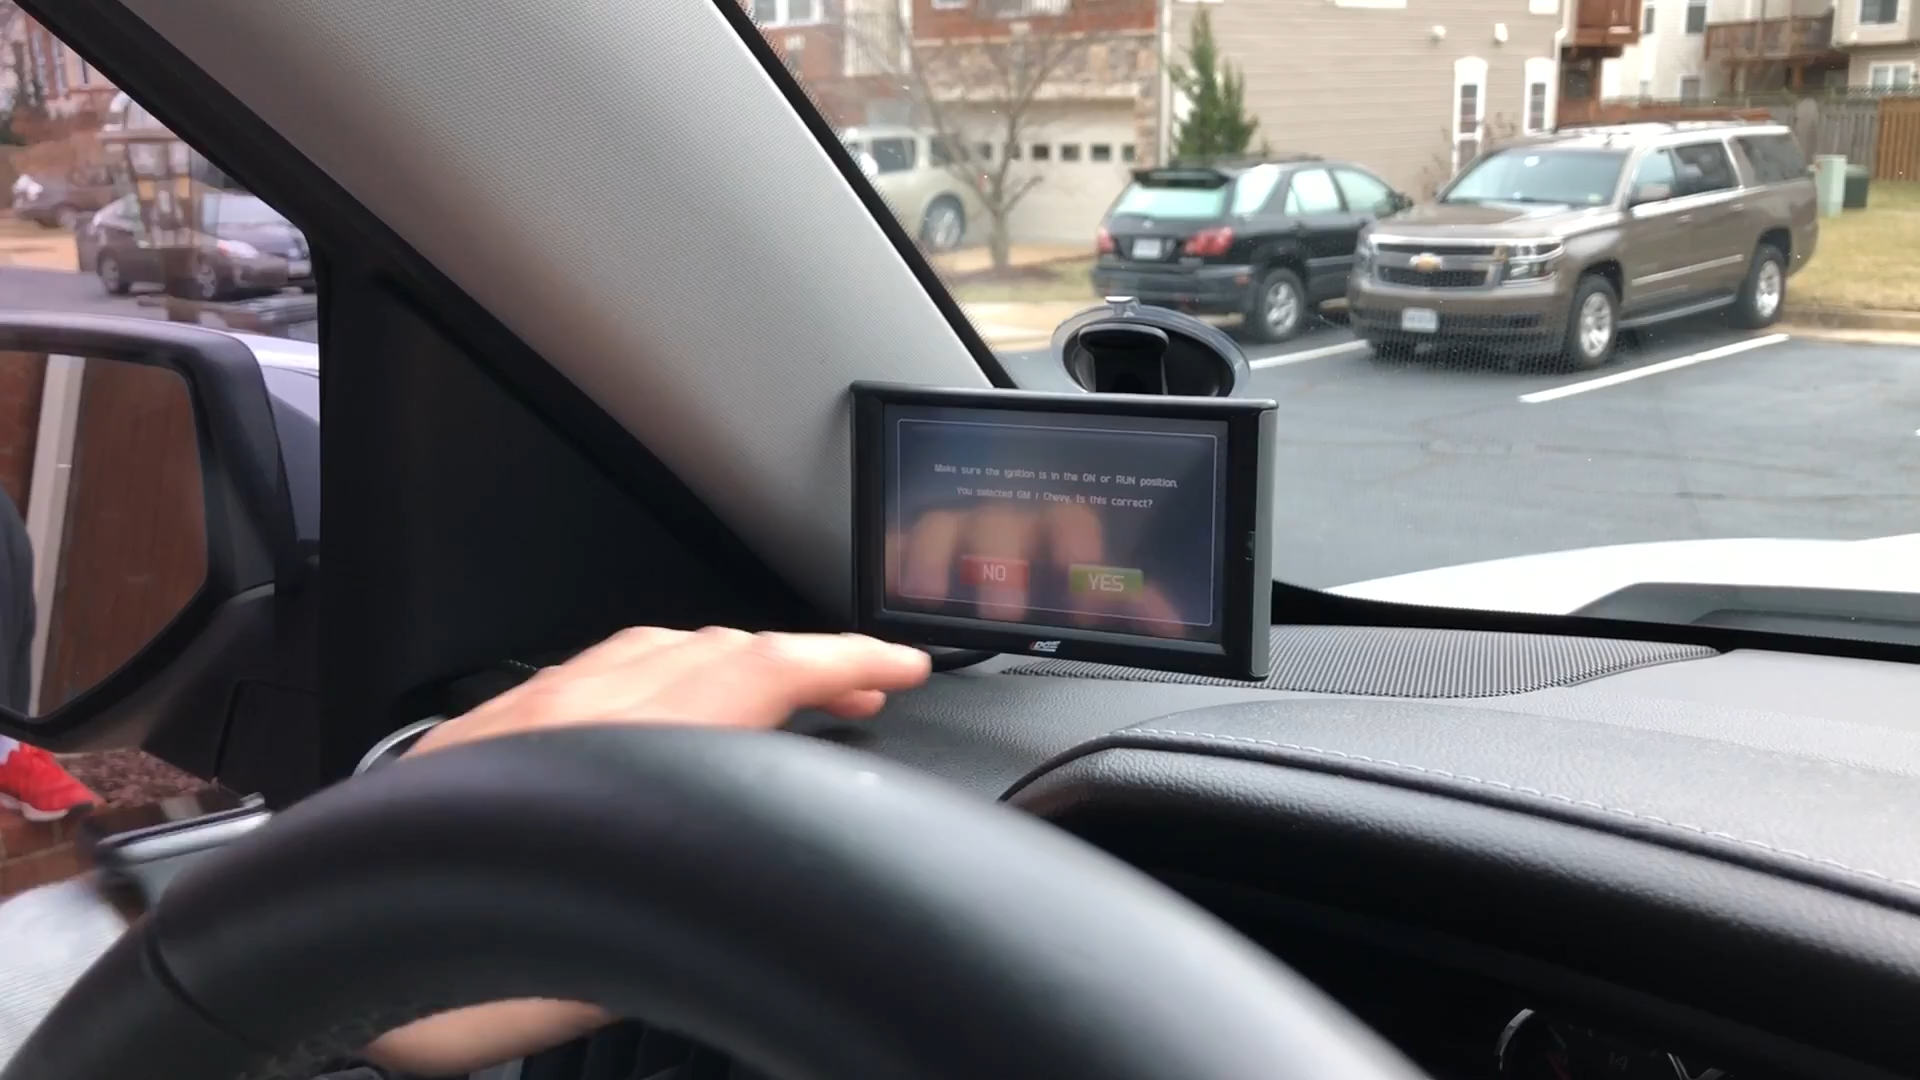 Make sure the ignition is in the ON or RUN position.
You selected GM / Chevy. Is this correct?
NO
YES
EDGE